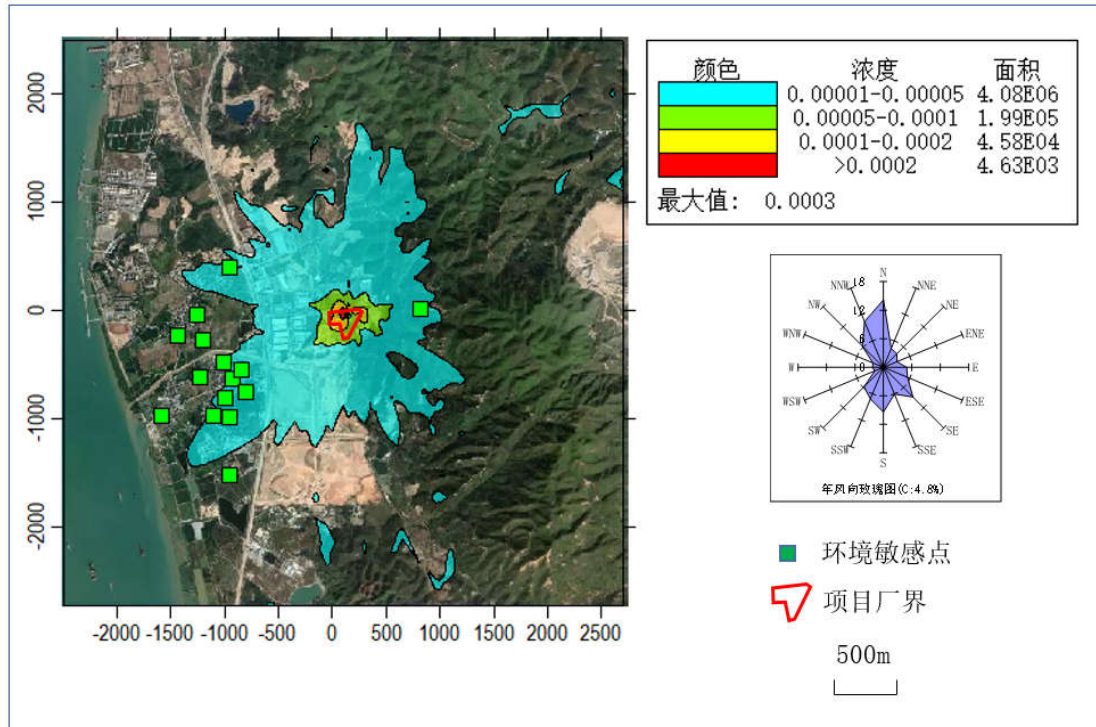 颜色 浓度 面积
0.00001-0.00005 4.08E06
0.00005-0.0001 1.99E05
0.0001-0.0002 4.58E04
>0.0002 4.63E03
最大值: 0.0003
2000
1000
0
-1000
-2000
-2000 -1500 -1000 -500 0 500 1000 1500 2000 2500
N
NNW 18 NNE
NW 12 NE
WNW 6 ENE
W 0 E
WSW ESE
SW SE
SSW SSE
S
年风向玫瑰图(C:4.8%)
环境敏感点
项目厂界
500m